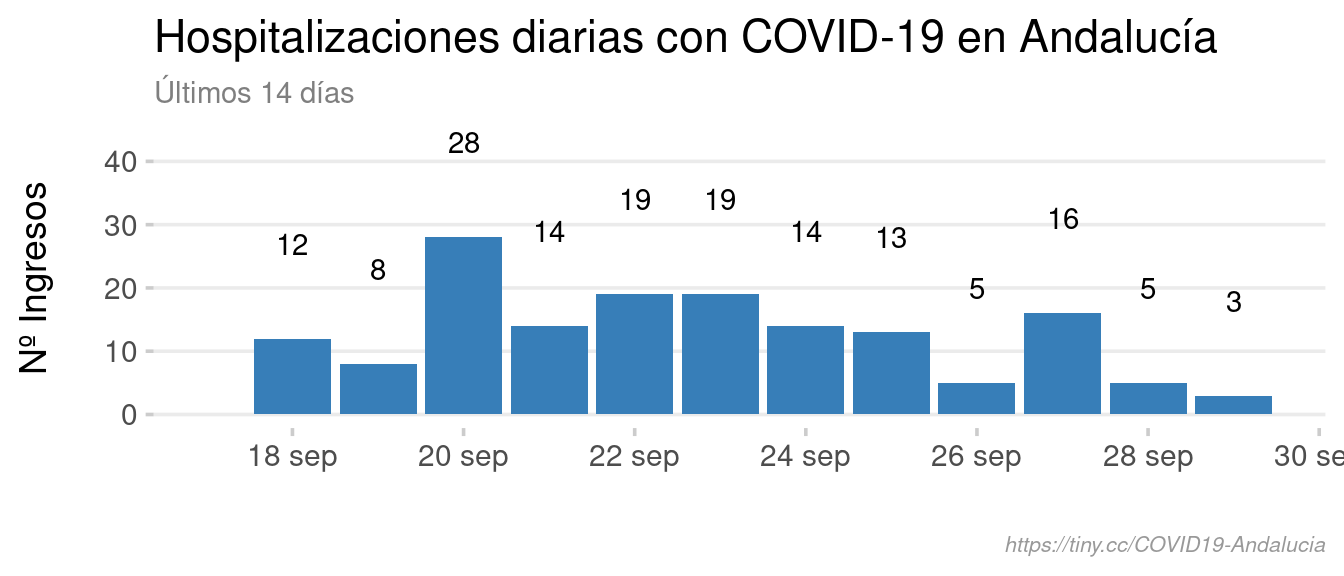 Hospitalizaciones diarias con COVID-19 en Andalucía
Últimos 14 días
Nº Ingresos
40
30
20
10
0
12
8
28
14
19
19
14
13
5
16
5
3
18 sep
20 sep
22 sep
24 sep
26 sep
28 sep
30 se
https://tiny.cc/COVID19-Andalucia